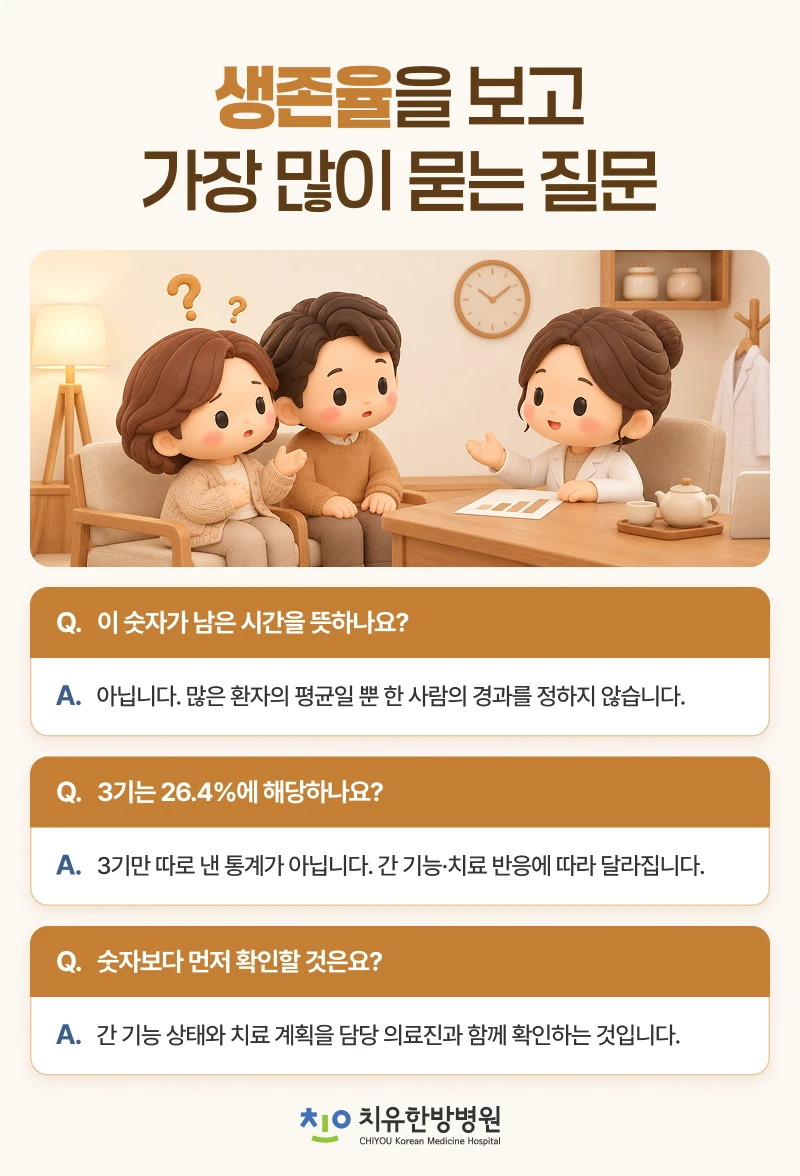 생존율을 보고
가장 많이 묻는 질문
? ?
Q. 이 숫자가 남은 시간을 뜻하나요?
A. 아닙니다. 많은 환자의 평균일 뿐 한 사람의 경과를 정하지 않습니다.
Q. 3기는 26.4%에 해당하나요?
A. 3기만 따로 낸 통계가 아닙니다. 간 기능·치료 반응에 따라 달라집니다.
Q. 숫자보다 먼저 확인할 것은요?
A. 간 기능 상태와 치료 계획을 담당 의료진과 함께 확인하는 것입니다.
치유 치유한방병원
CHIYOU Korean Medicine Hospital